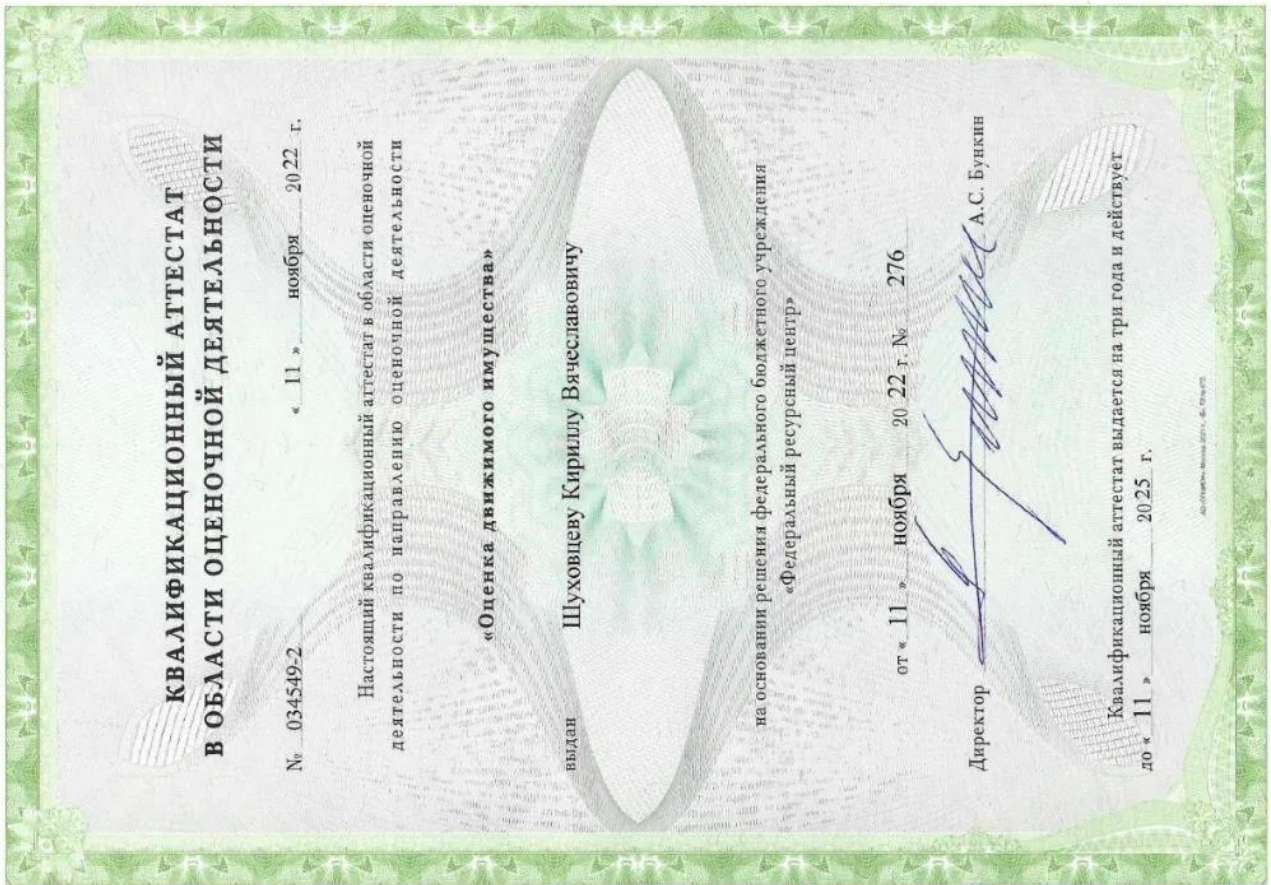 КВАЛИФИКАЦИОННЫЙ АТТЕСТАТ
В ОБЛАСТИ ОЦЕНОЧНОЙ ДЕЯТЕЛЬНОСТИ
№ 034549-2 « 11 » ноября 2022 г.
Настоящий квалификационный аттестат в области оценочной
деятельности по направлению оценочной деятельности
«Оценка движимого имущества»
выдан Шуховцеву Кириллу Вячеславовичу
на основании решения федерального бюджетного учреждения
«Федеральный ресурсный центр»
от « 11 » ноября 20 22 г. № 276
Директор А.С. Бункин
Квалификационный аттестат выдается на три года и действует
до « 11 » ноября 2025 г.